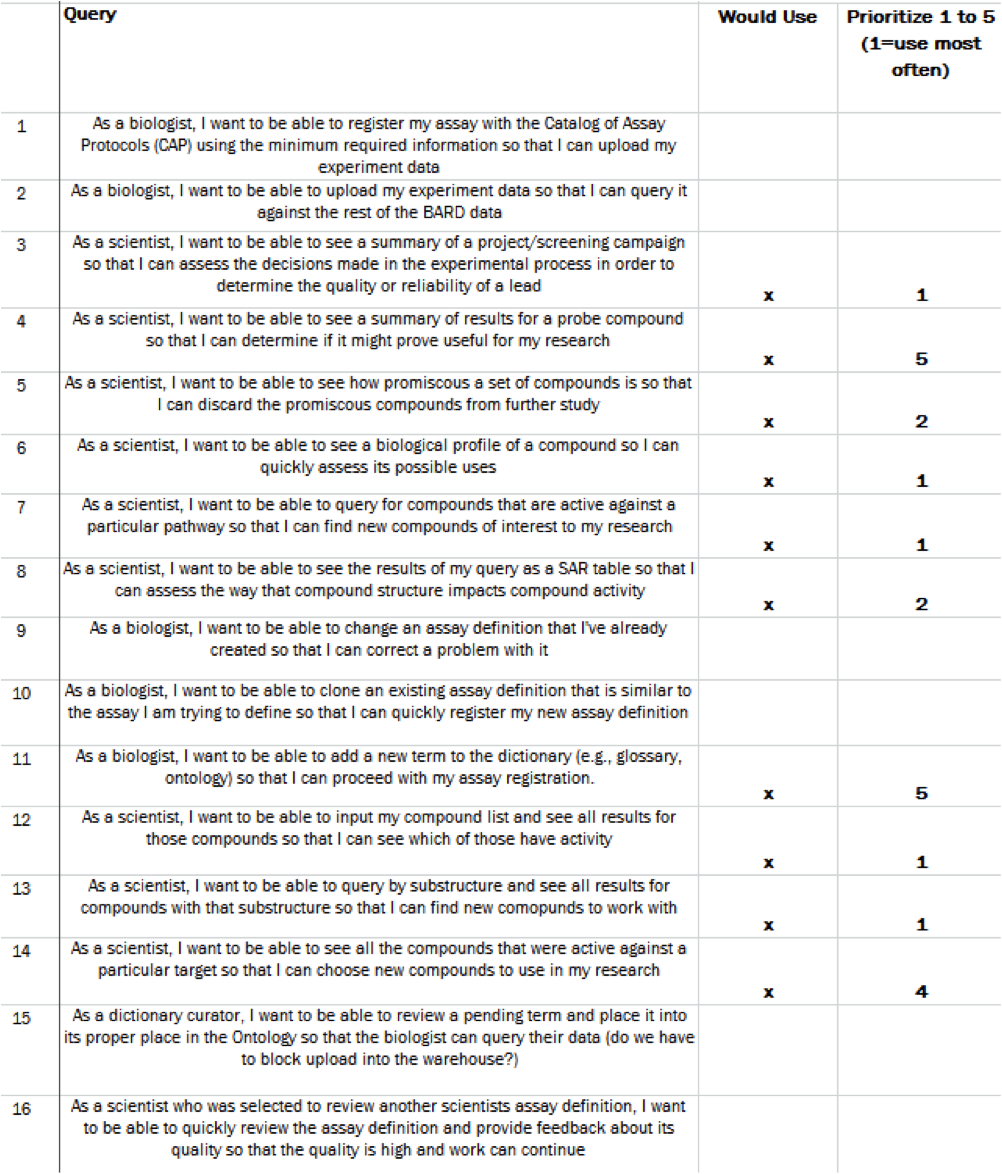 Query
Would Use
Prioritize 1 to 5
(1=use most
often)
1
As a biologist, I want to be able to register my assay with the Catalog of Assay
Protocols (CAP) using the minimum required information so that I can upload my
experiment data
2
As a biologist, I want to be able to upload my experiment data so that I can query it
against the rest of the BARD data
3
As a scientist, I want to be able to see a summary of a project/screening campaign
so that I can assess the decisions made in the experimental process in order to
determine the quality or reliability of a lead
x
1
4
As a scientist, I want to be able to see a summary of results for a probe compound
so that I can determine if it might prove useful for my research
x
5
5
As a scientist, I want to be able to see how promiscuous a set of compounds is so that
I can discard the promiscuous compounds from further study
x
2
6
As a scientist, I want to be able to see a biological profile of a compound so I can
quickly assess its possible uses
x
1
7
As a scientist, I want to be able to query for compounds that are active against a
particular pathway so that I can find new compounds of interest to my research
x
1
8
As a scientist, I want to be able to see the results of my query as a SAR table so that I
can assess the way that compound structure impacts compound activity
x
2
9
As a biologist, I want to be able to change an assay definition that I've already
created so that I can correct a problem with it
10
As a biologist, I want to be able to clone an existing assay definition that is similar to
the assay I am trying to define so that I can quickly register my new assay definition
11
As a biologist, I want to be able to add a new term to the dictionary (e.g., glossary,
ontology) so that I can proceed with my assay registration.
x
5
12
As a scientist, I want to be able to input my compound list and see all results for
those compounds so that I can see which of those have activity
x
1
13
As a scientist, I want to be able to query by substructure and see all results for
compounds with that substructure so that I can find new comopunds to work with
x
1
14
As a scientist, I want to be able to see all the compounds that were active against a
particular target so that I can choose new compounds to use in my research
x
4
15
As a dictionary curator, I want to be able to review a pending term and place it into
its proper place in the Ontology so that the biologist can query their data (do we have
to block upload into the warehouse?)
16
As a scientist who was selected to review another scientists assay definition, I want
to be able to quickly review the assay definition and provide feedback about its
quality so that the quality is high and work can continue